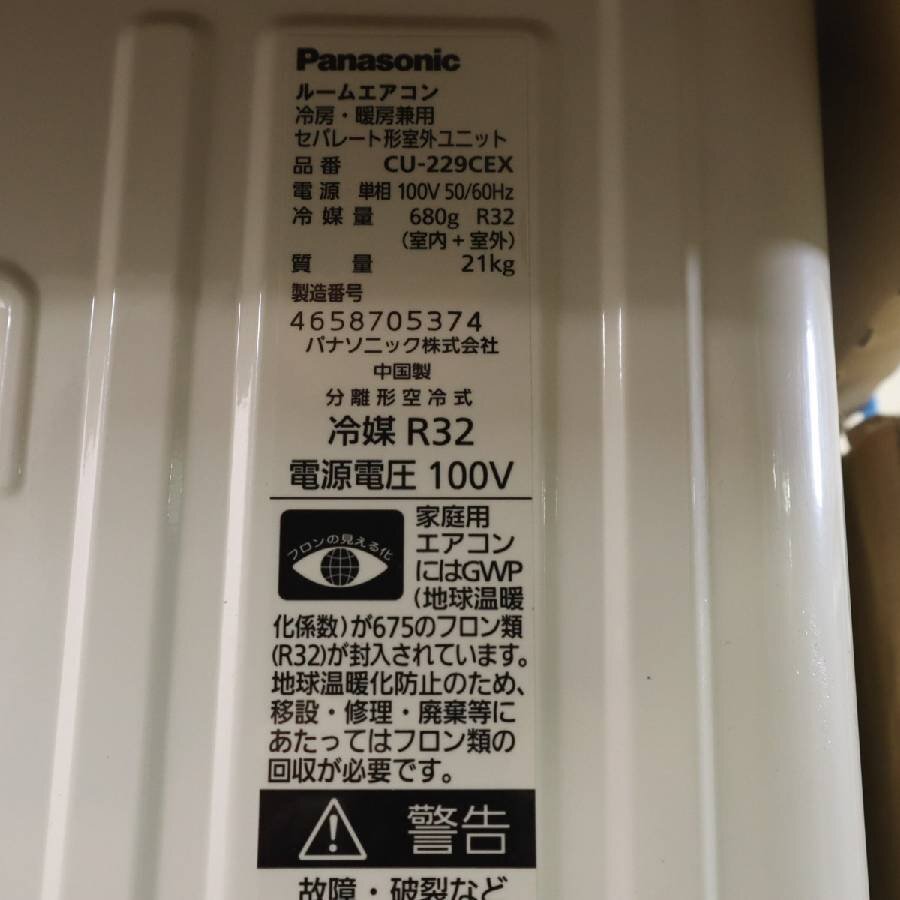 Panasonic
ルームエアコン
冷房・暖房兼用
セパレート形室外ユニット
品番 CU-229CEX
電源 単相 100V 50/60Hz
冷媒量 680g R32
(室内+室外)
質量 21kg
製造番号
4658705374
パナソニック株式会社
中国製
分離形空冷式
冷媒 R32
電源電圧 100V
フロンの見える化
家庭用
エアコン
にはGWP
(地球温暖
化係数)が675のフロン類
(R32)が封入されています。
地球温暖化防止のため、
移設・修理・廃棄等に
あたってはフロン類の
回収が必要です。
警告
故障・破裂など